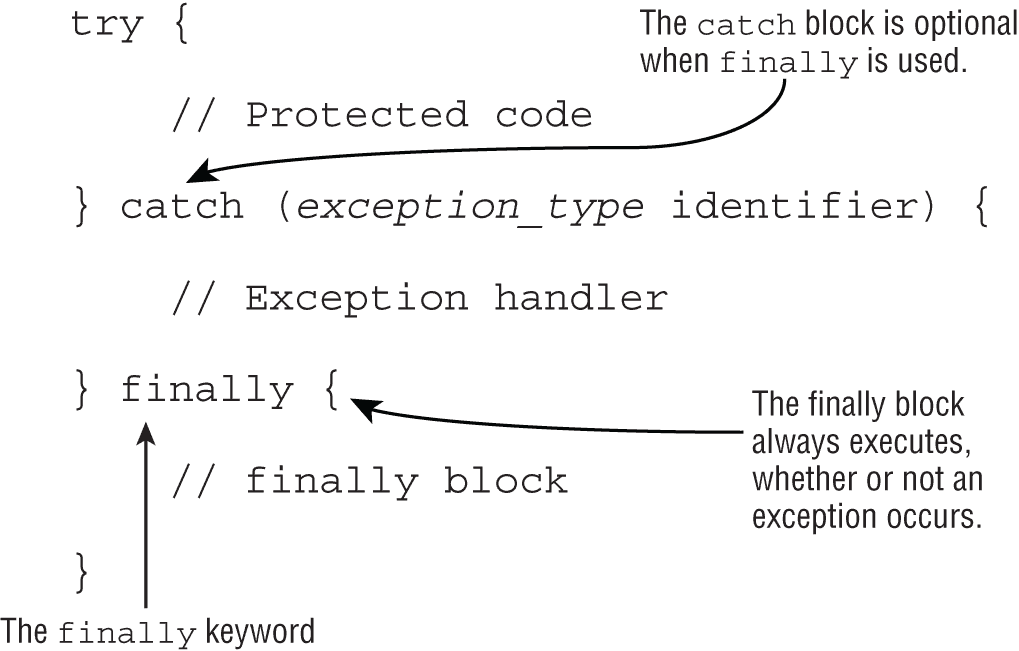 try {
The catch block is optional
when finally is used.
// Protected code
} catch (exception_type identifier) {
// Exception handler
} finally {
The finally block
always executes,
whether or not an
exception occurs.
// finally block
}
The finally keyword